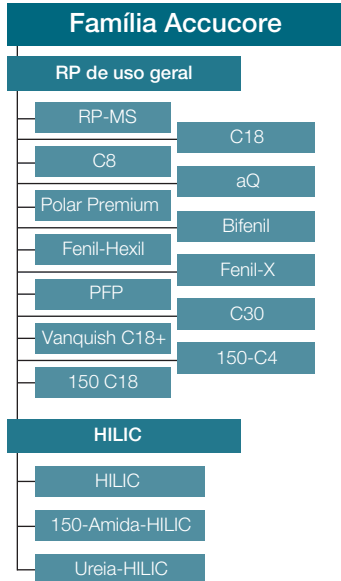 Família Accucore
RP de uso geral
RP-MS
C18
C8
aQ
Polar Premium
Bifenil
Fenil-Hexil
Fenil-X
PFP
C30
Vanquish C18+
150-C4
150 C18
HILIC
HILIC
150-Amida-HILIC
Ureia-HILIC